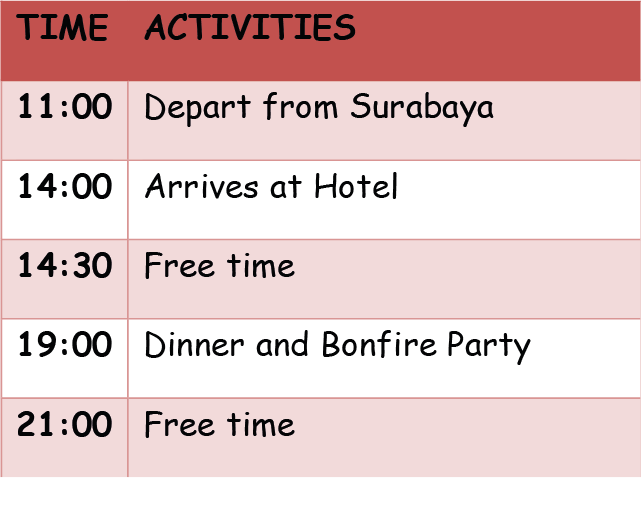 TIME ACTIVITIES
11:00 Depart from Surabaya
14:00 Arrives at Hotel
14:30 Free time
19:00 Dinner and Bonfire Party
21:00 Free time